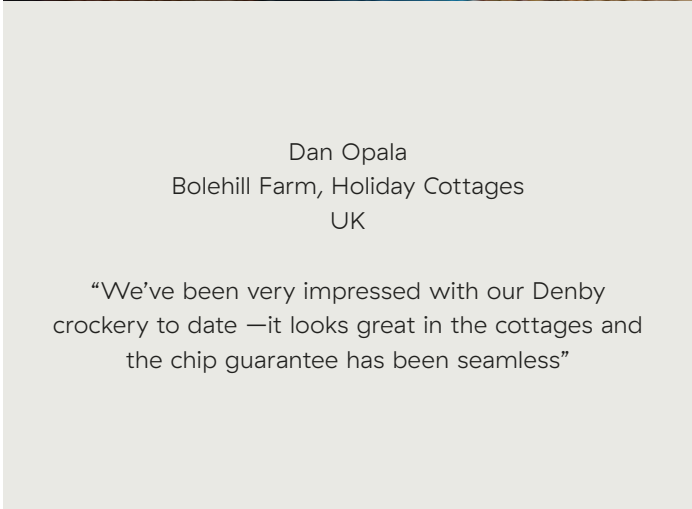 Dan Opala
Bolehill Farm, Holiday Cottages
UK
“We’ve been very impressed with our Denby
crockery to date —it looks great in the cottages and
the chip guarantee has been seamless”